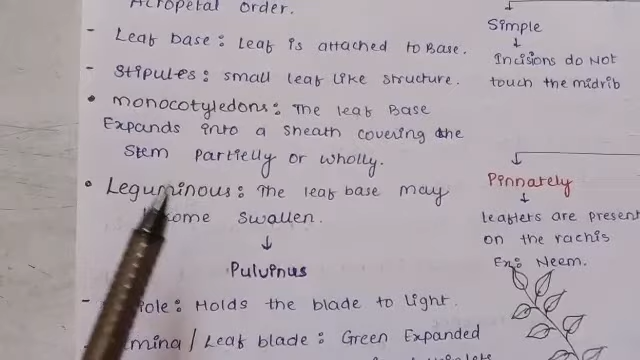 Acropetal order.
- Leaf base: Leaf is attached to Base.
- Stipules: small leaf like structure.
• monocotyledons: The leaf Base
Expands into a sheath covering the
Stem Partielly or wholly.
• Leguminous: The leaf base may
come swallen.
↓
Pulvinus
- iole: Holds the blade to light.
mina / Leaf blade: Green Expanded
Simple
↓
Incisions do Not
touch the midrib
Pinnately
↓
leaflets are present
on the rachis
Ex: Neem.